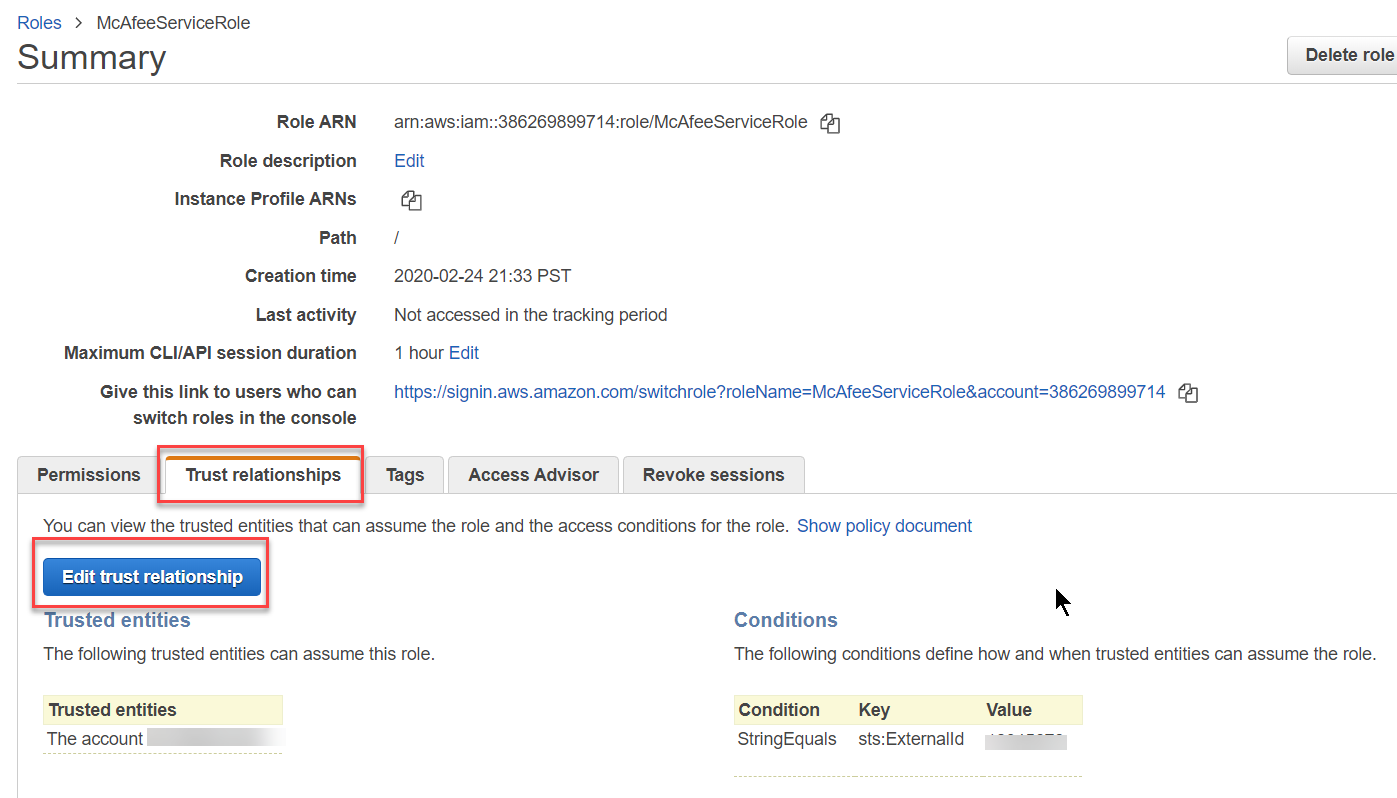 Roles > McAfeeServiceRole
Summary
Delete role
Role ARN arn:aws:iam::386269899714:role/McAfeeServiceRole
Role description Edit
Instance Profile ARNs
Path /
Creation time 2020-02-24 21:33 PST
Last activity Not accessed in the tracking period
Maximum CLI/API session duration 1 hour Edit
Give this link to users who can https://signin.aws.amazon.com/switchrole?roleName=McAfeeServiceRole&account=386269899714
switch roles in the console
Permissions Trust relationships Tags Access Advisor Revoke sessions
You can view the trusted entities that can assume the role and the access conditions for the role. Show policy document
Edit trust relationship
Trusted entities Conditions
The following trusted entities can assume this role. The following conditions define how and when trusted entities can assume the role.
Trusted entities Condition Key Value
The account StringEquals sts:ExternalId